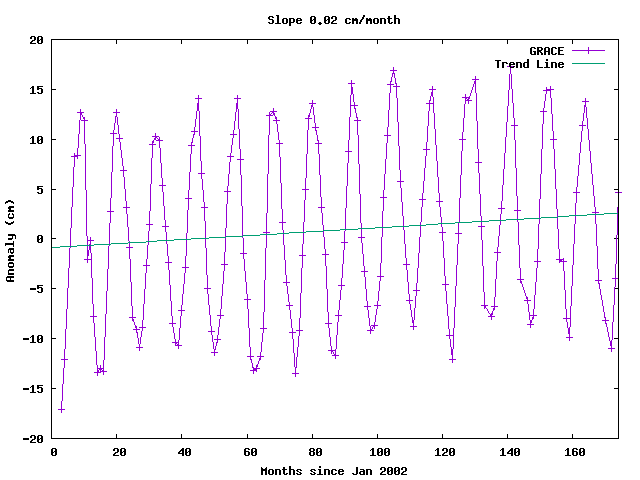 Slope 0.02 cm/month
GRACE
Trend Line
20
15
10
5
0
-5
-10
-15
-20
Anomaly (cm)
0 20 40 60 80 100 120 140 160
Months since Jan 2002